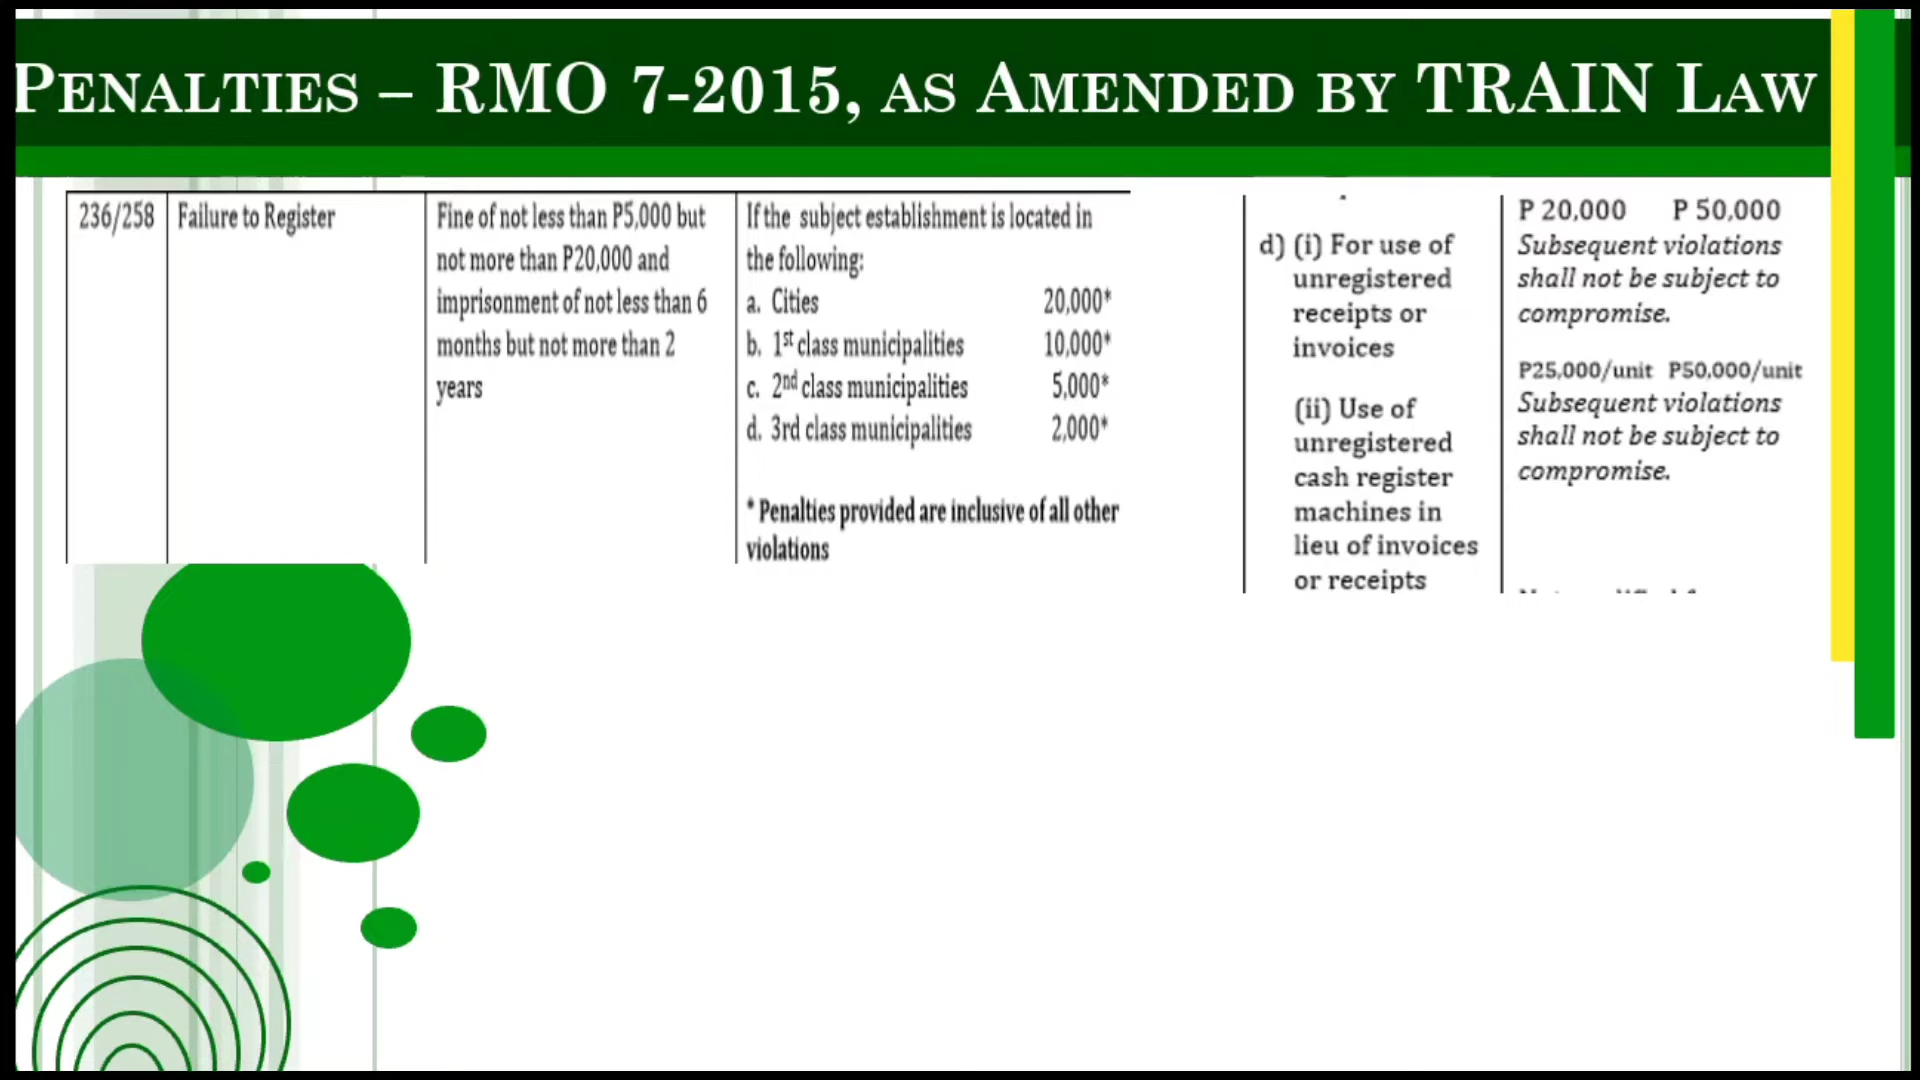 PENALTIES – RMO 7-2015, AS AMENDED BY TRAIN LAW
236/258
Failure to Register
Fine of not less than P5,000 but
not more than P20,000 and
imprisonment of not less than 6
months but not more than 2
years
If the subject establishment is located in
the following:
a. Cities 20,000*
b. 1st class municipalities 10,000*
c. 2nd class municipalities 5,000*
d. 3rd class municipalities 2,000*
* Penalties provided are inclusive of all other
violations
d) (i) For use of
unregistered
receipts or
invoices
(ii) Use of
unregistered
cash register
machines in
lieu of invoices
or receipts
P 20,000 P 50,000
Subsequent violations
shall not be subject to
compromise.
P25,000/unit P50,000/unit
Subsequent violations
shall not be subject to
compromise.